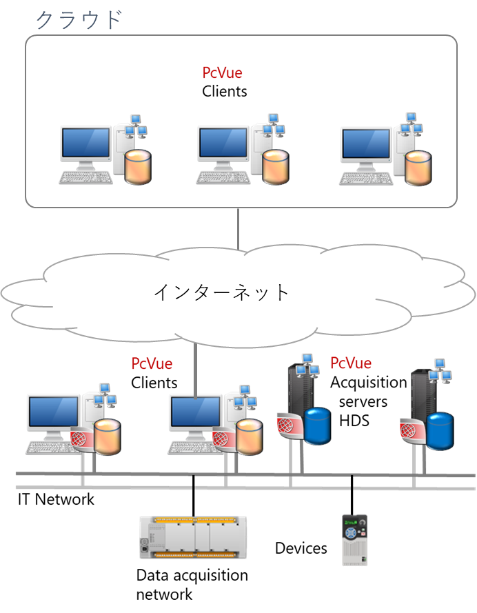 クラウド
PcVue
Clients
インターネット
PcVue
Clients
PcVue
Acquisition
servers
HDS
IT Network
Devices
Data acquisition
network